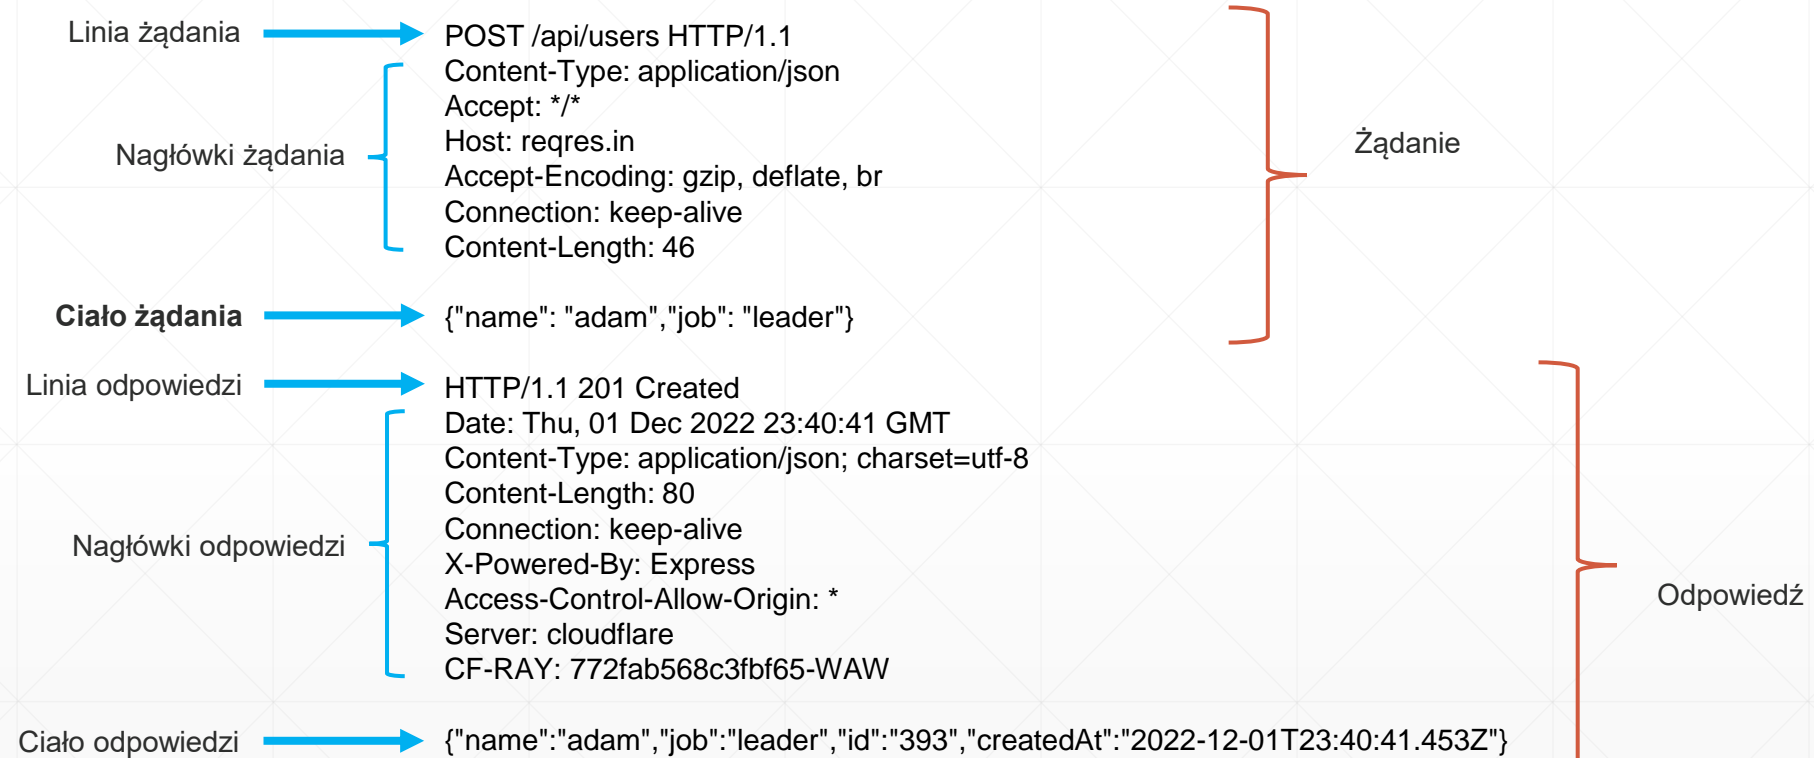 Linia żądania
POST /api/users HTTP/1.1
Content-Type: application/json
Accept: */*
Host: reqres.in
Accept-Encoding: gzip, deflate, br
Connection: keep-alive
Content-Length: 46
Nagłówki żądania
Żądanie
Ciało żądania
{"name": "adam","job": "leader"}
Linia odpowiedzi
HTTP/1.1 201 Created
Date: Thu, 01 Dec 2022 23:40:41 GMT
Content-Type: application/json; charset=utf-8
Content-Length: 80
Connection: keep-alive
X-Powered-By: Express
Access-Control-Allow-Origin: *
Server: cloudflare
CF-RAY: 772fab568c3fbf65-WAW
Nagłówki odpowiedzi
Odpowiedź
Ciało odpowiedzi
{"name":"adam","job":"leader","id":"393","createdAt":"2022-12-01T23:40:41.453Z"}